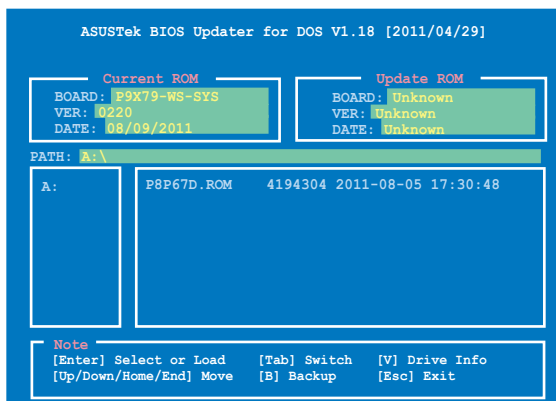 ASUSTek BIOS Updater for DOS V1.18 [2011/04/29]
Current ROM
BOARD: P9X79-WS-SYS
VER: 0220
DATE: 08/09/2011
Update ROM
BOARD: Unknown
VER: Unknown
DATE: Unknown
PATH: A:\
A:
P8P67D.ROM 4194304 2011-08-05 17:30:48
Note
[Enter] Select or Load [Tab] Switch [V] Drive Info
[Up/Down/Home/End] Move [B] Backup [Esc] Exit